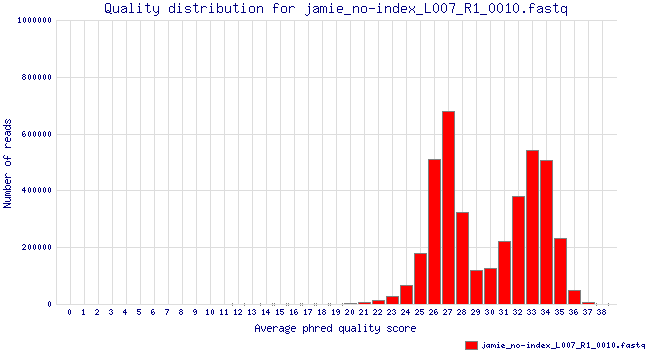 Quality distribution for jamie_no-index_L007_R1_0010.fastq
1000000
800000
600000
400000
200000
0
Number of reads
0 1 2 3 4 5 6 7 8 9 10 11 12 13 14 15 16 17 18 19 20 21 22 23 24 25 26 27 28 29 30 31 32 33 34 35 36 37 38
Average phred quality score
jamie_no-index_L007_R1_0010.fastq